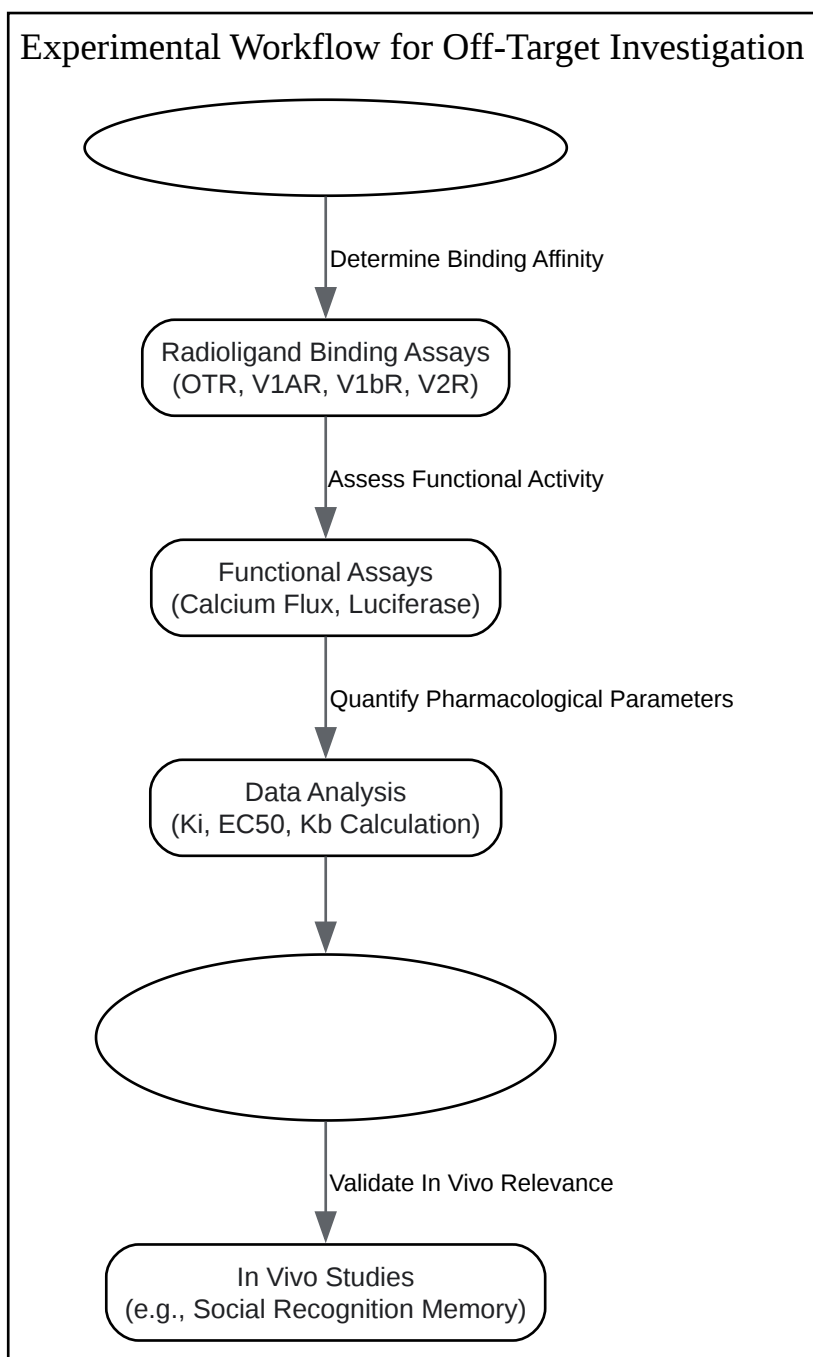 Experimental Workflow for Off-Target Investigation
Determine Binding Affinity
Radioligand Binding Assays
(OTR, V1AR, V1bR, V2R)
Assess Functional Activity
Functional Assays
(Calcium Flux, Luciferase)
Quantify Pharmacological Parameters
Data Analysis
(Ki, EC50, Kb Calculation)
Validate In Vivo Relevance
In Vivo Studies
(e.g., Social Recognition Memory)